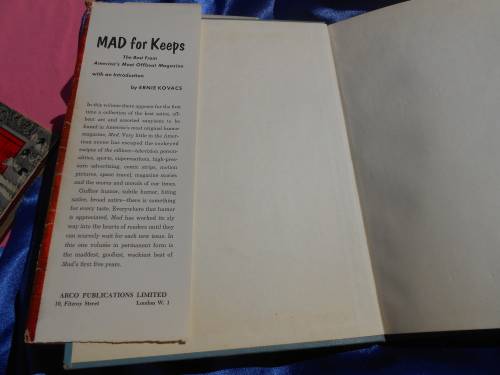 MAD for Keeps
The Best From
America's Most Offbeat Magazine
with an Introduction
by ERNIE KOVACS
In this volume there appears for the first
time a collection of the best satire, off-
beat art and assorted zanyisms to be
found in America's most original humor
magazine, Mad. Very little in the Amer-
ican scene has escaped the
of the editors—television person-
alities, sports, supermarkets, high-pres-
sure advertising, comic strips, motion
pictures, space travel, magazine stories
and the mores and morals of our times.
Guffaw humor, subtle humor, biting
satire, broad satire—there is something
for every taste. Everywhere that humor
is appreciated, Mad has worked its sly
way into the hearts of readers until they
can scarcely wait for each new issue. In
this one volume in permanent form is
the maddest, goofiest, wackiest best of
Mad's first five years.
ARCO PUBLICATIONS LIMITED
10, Fitzroy Street London W. 1